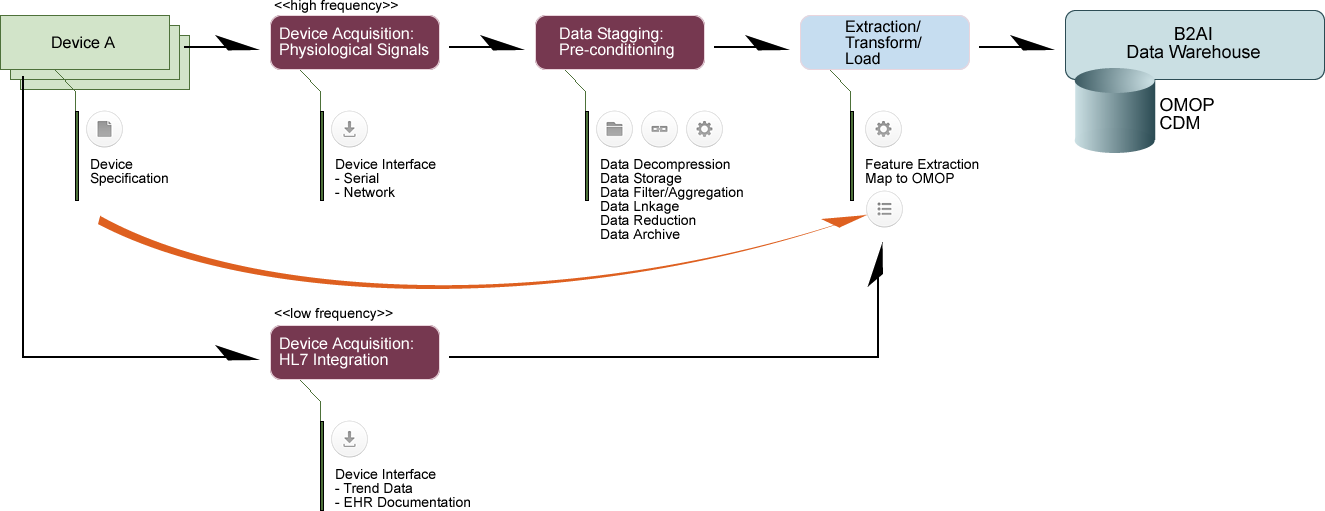 <<high frequency>>
Device A
Device Acquisition:
Physiological Signals
Data Stagging:
Pre-conditioning
Extraction/
Transform/
Load
B2AI
Data Warehouse
OMOP
CDM
Device
Specification
Device Interface
- Serial
- Network
Data Decompression
Data Storage
Data Filter/Aggregation
Data Lnkage
Data Reduction
Data Archive
Feature Extraction
Map to OMOP
<<low frequency>>
Device Acquisition:
HL7 Integration
Device Interface
- Trend Data
- EHR Documentation